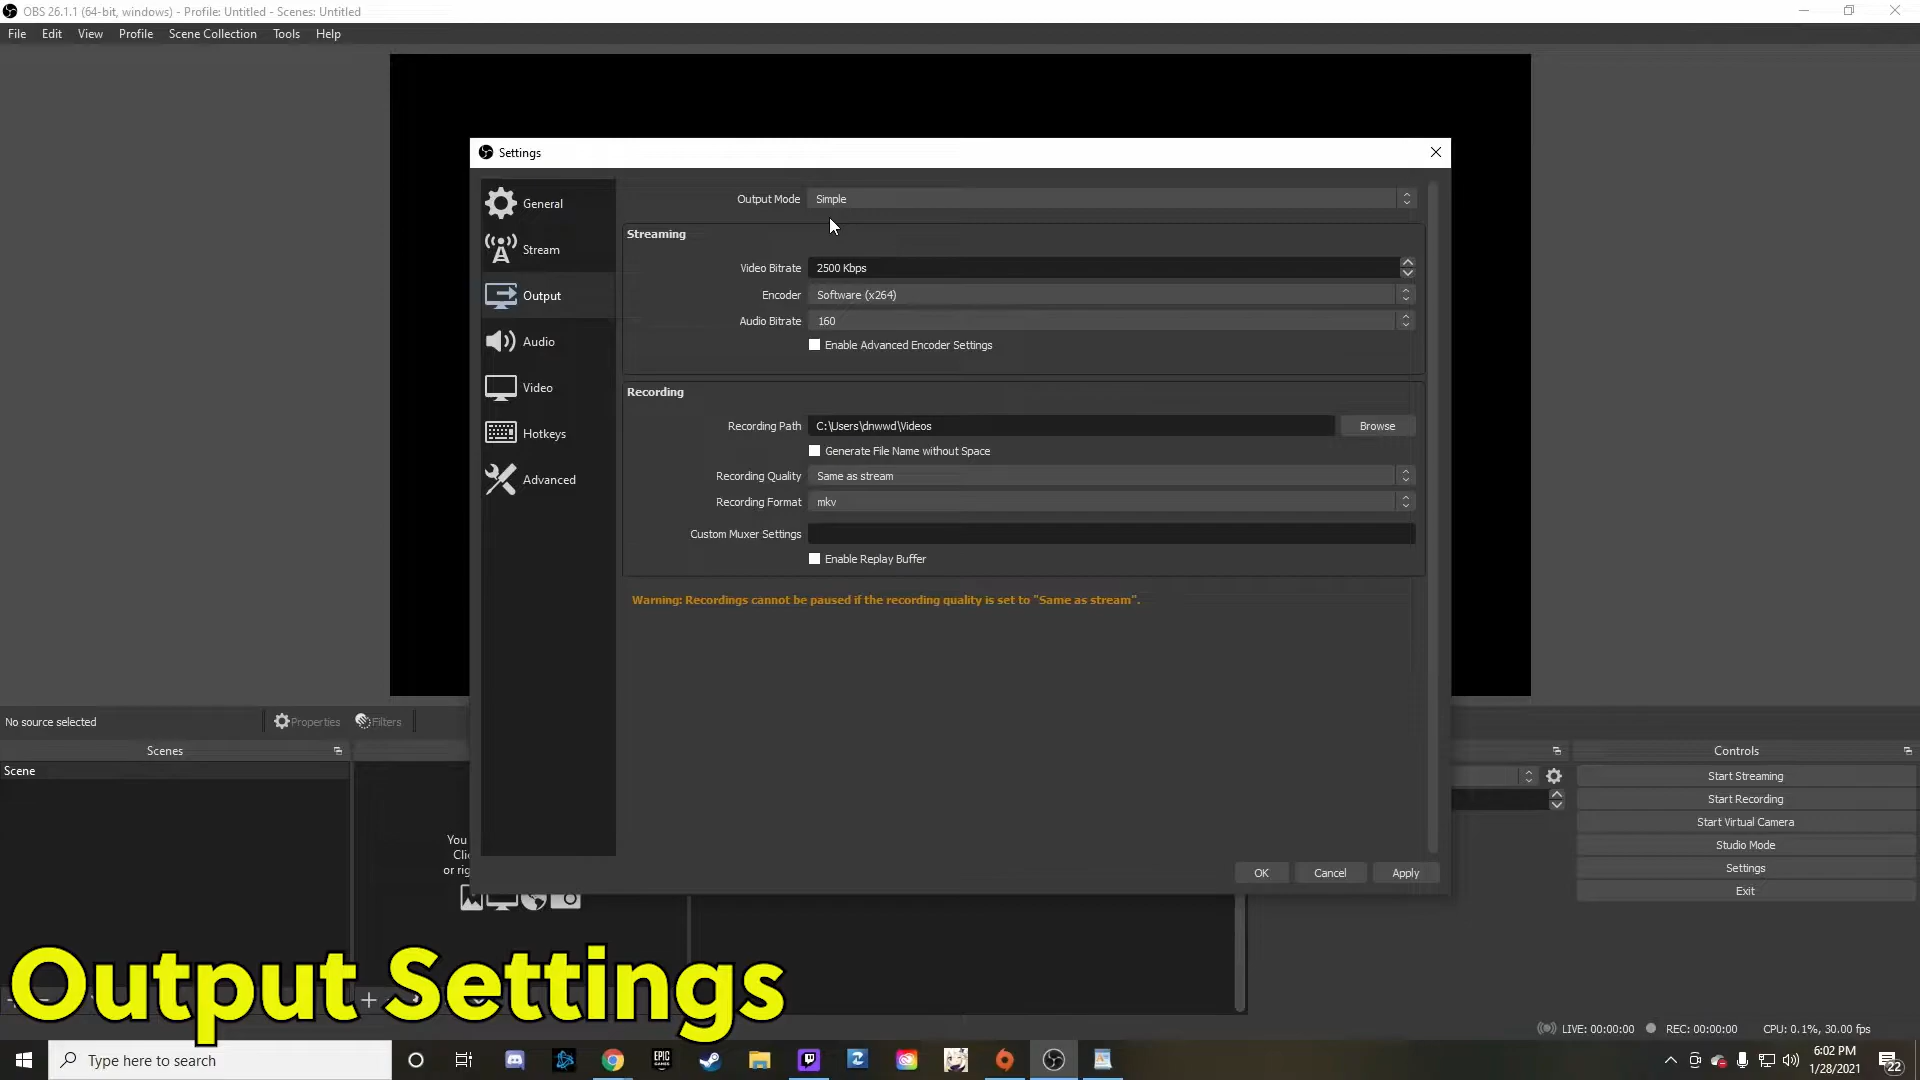 OBS 26.1.1 (64-bit, windows) - Profile: Untitled - Scenes: Untitled
File Edit View Profile Scene Collection Tools Help
Settings
General
Stream
Output
Audio
Video
Hotkeys
Advanced
Output Mode Simple
Streaming
Video Bitrate 2500 Kbps
Encoder Software (x264)
Audio Bitrate 160
Enable Advanced Encoder Settings
Recording
Recording Path C:\Users\dnwwd\Videos Browse
Generate File Name without Space
Recording Quality Same as stream
Recording Format mkv
Custom Muxer Settings
Enable Replay Buffer
Warning: Recordings cannot be paused if the recording quality is set to "Same as stream".
OK Cancel Apply
No source selected Properties Filters
Scenes
Scene
You
Clic
or rig
Controls
Start Streaming
Start Recording
Start Virtual Camera
Studio Mode
Settings
Exit
Output Settings
LIVE: 00:00:00 REC: 00:00:00 CPU: 0.1%, 30.00 fps
Type here to search
EPIC
GAMES
6:02 PM
1/28/2021
22